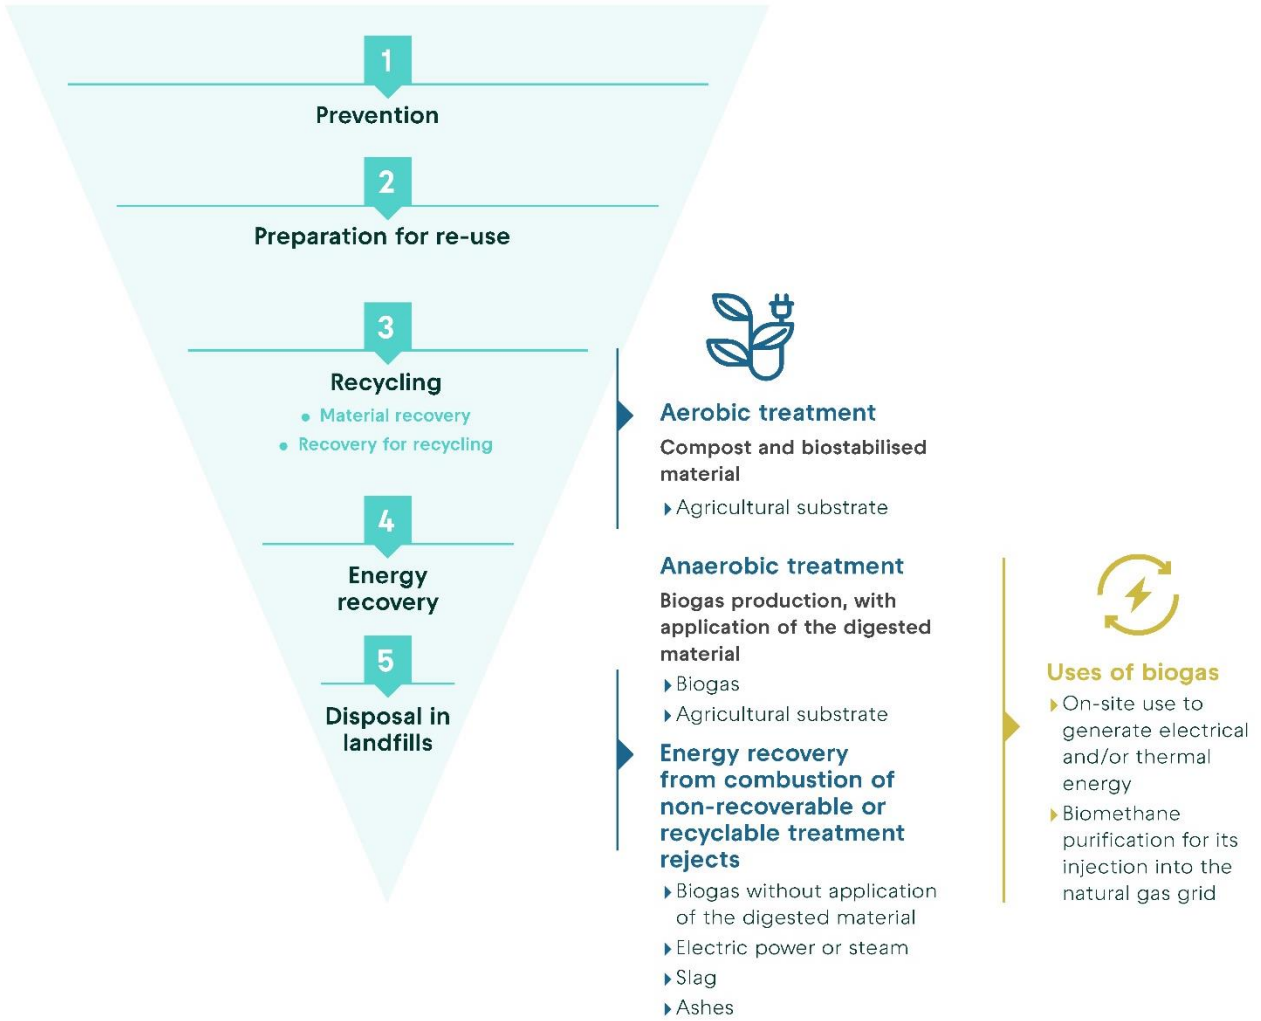 1
Prevention
2
Preparation for re-use
3
Recycling
• Material recovery
• Recovery for recycling
4
Energy
recovery
5
Disposal in
landfills
Aerobic treatment
Compost and biostabilised
material
Agricultural substrate
Anaerobic treatment
Biogas production, with
application of the digested
material
Biogas
Agricultural substrate
Energy recovery
from combustion of
non-recoverable or
recyclable treatment
rejects
Biogas without application
of the digested material
Electric power or steam
Slag
Ashes
Uses of biogas
On-site use to
generate electrical
and/or thermal
energy
Biomethane
purification for its
injection into the
natural gas grid